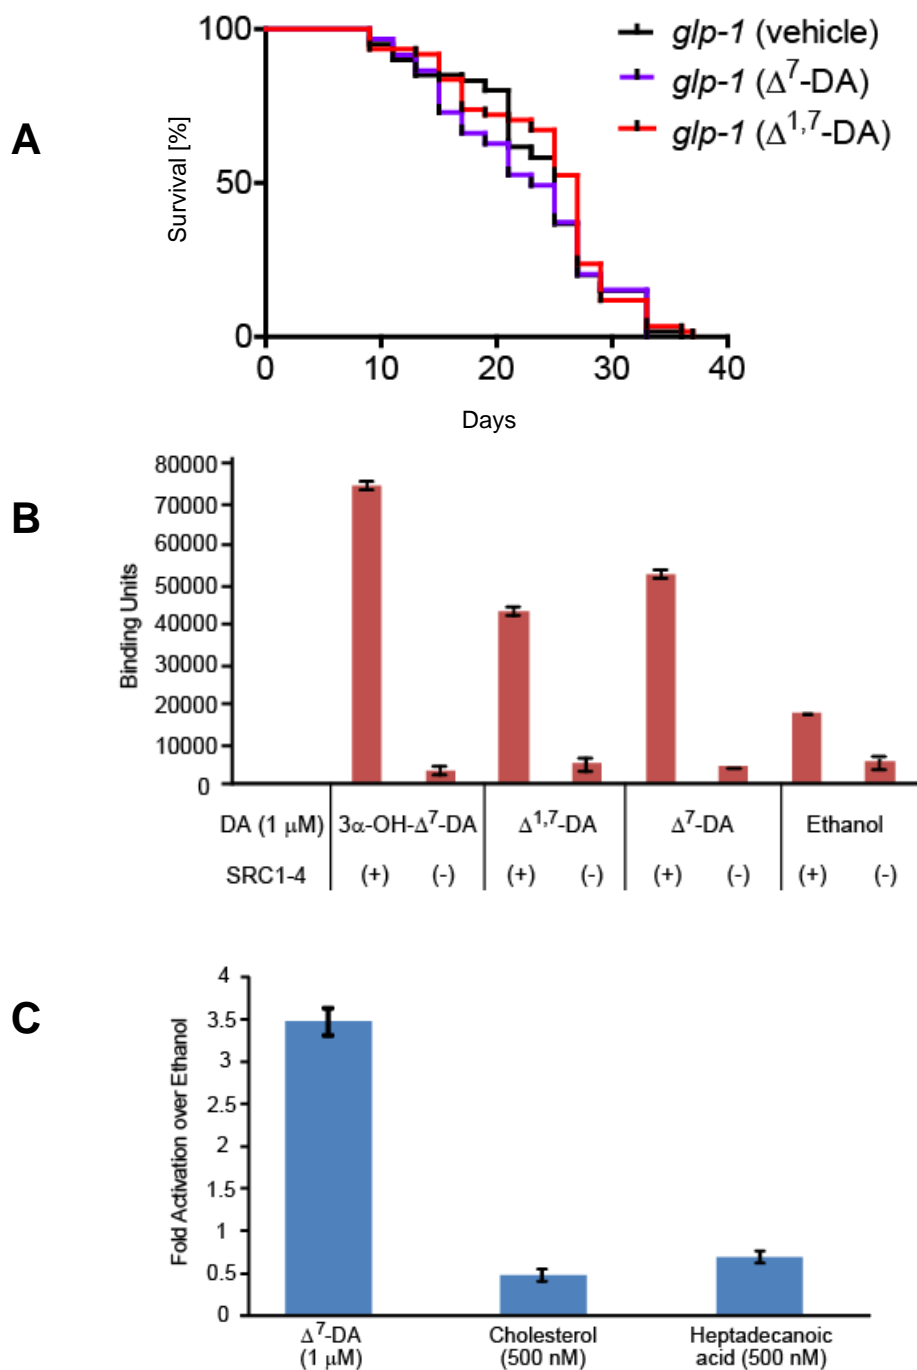 A
Survival [%]
100
50
0
glp-1 (vehicle)
glp-1 (Δ⁷-DA)
glp-1 (Δ¹,⁷-DA)
0 10 20 30 40
Days
B
Binding Units
80000
70000
60000
50000
40000
30000
20000
10000
0
DA (1 µM) 3α-OH-Δ⁷-DA Δ¹,⁷-DA Δ⁷-DA Ethanol
SRC1-4 (+) (-) (+) (-) (+) (-) (+) (-)
C
Fold Activation over Ethanol
4
3.5
3
2.5
2
1.5
1
0.5
0
Δ⁷-DA Cholesterol Heptadecanoic
(1 µM) (500 nM) acid (500 nM)